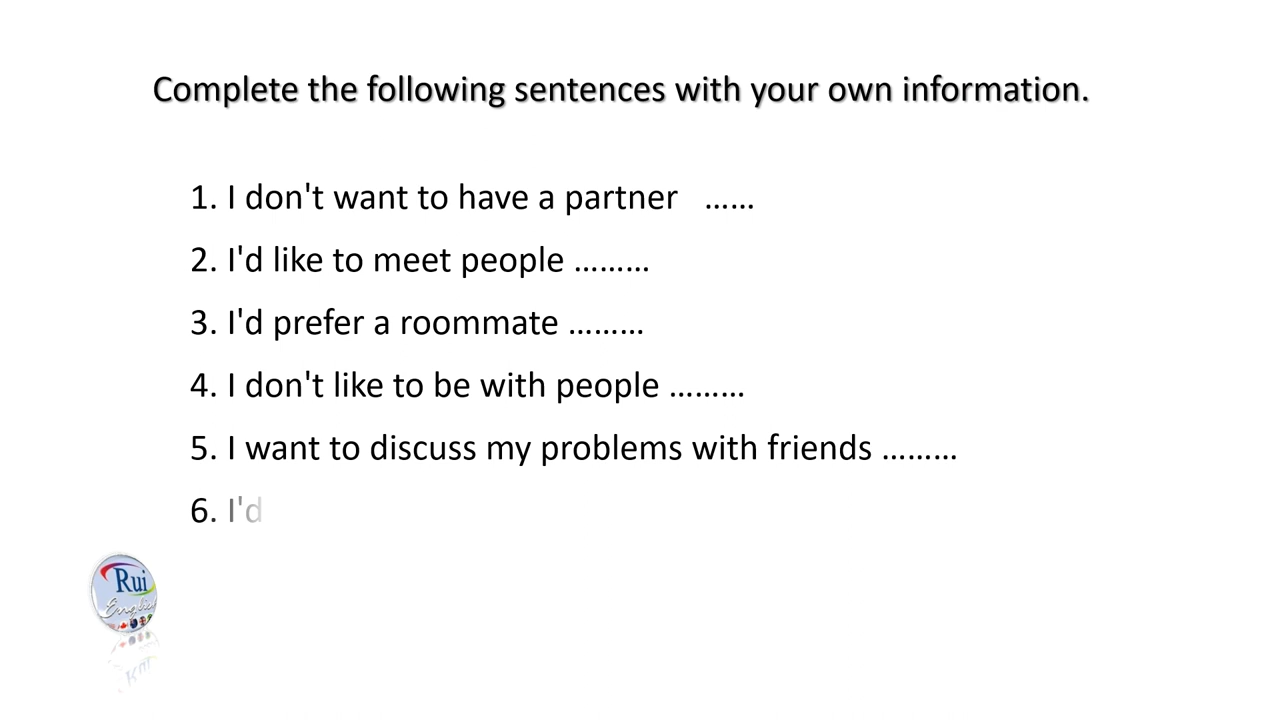 Complete the following sentences with your own information.
1. I don't want to have a partner ......
2. I'd like to meet people .........
3. I'd prefer a roommate .........
4. I don't like to be with people .........
5. I want to discuss my problems with friends .........
6. I'd
Rui
English